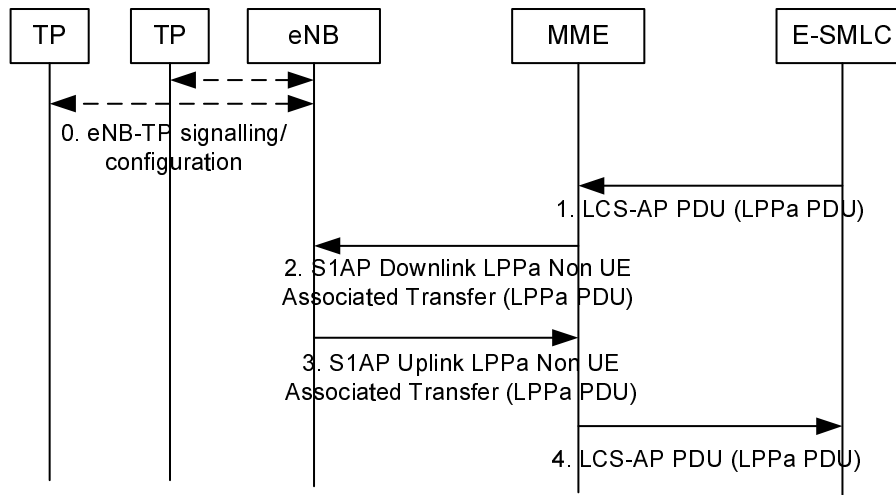 TP
TP
eNB
MME
E-SMLC
0. eNB-TP signalling/
configuration
1. LCS-AP PDU (LPPa PDU)
2. S1AP Downlink LPPa Non UE
Associated Transfer (LPPa PDU)
3. S1AP Uplink LPPa Non UE
Associated Transfer (LPPa PDU)
4. LCS-AP PDU (LPPa PDU)